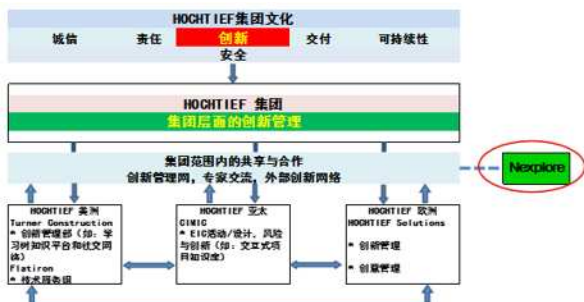 HOCHTIEF集团文化
诚信 责任 创新 交付 可持续性
安全
HOCHTIEF 集团
集团层面的创新管理
集团范围内的共享与合作
创新管理网，专家交流，外部创新网络
Nexplore
HOCHTIEF 美洲
Turner Construction
* 创新管理部（如：学
习树知识平台和社交网
络）
Flatiron
* 技术服务组
HOCHTIEF 亚太
CIMIC
* EIC活动/设计、风险
与创新（如：交互式项
目知识库）
HOCHTIEF 欧洲
HOCHTIEF Solutions
* 创新管理
* 创意管理